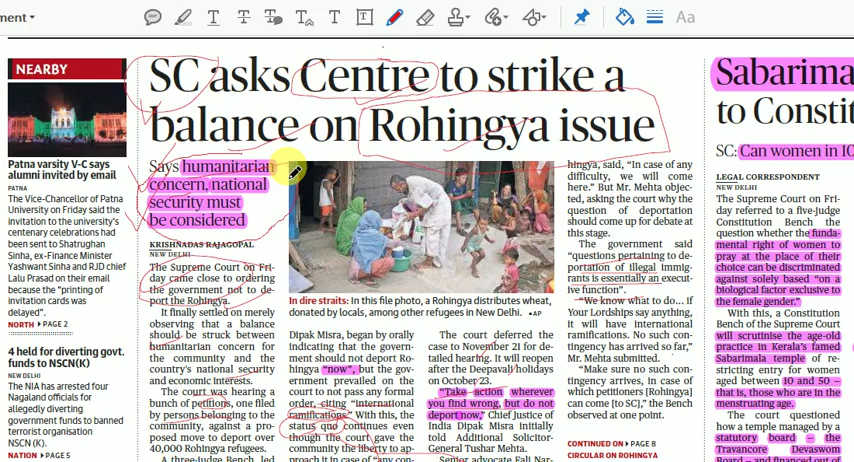 ment
Aa
NEARBY
Patna varsity V-C says
alumni invited by email
PATNA
The Vice-Chancellor of Patna
University on Friday said the
invitation to the university's
centenary celebrations had
been sent to Shatrughan
Sinha, ex-Finance Minister
Yashwant Sinha and RJD chief
Lalu Prasad on their email
because the "printing of
invitation cards was
delayed".
NORTH PAGE 2
4 held for diverting govt.
funds to NSCN(K)
NEW DELHI
The NIA has arrested four
Nagaland officials for
allegedly diverting
government funds to banned
terrorist organisation
NSCN (K).
NATION PAGE 5
SC asks Centre to strike a
balance on Rohingya issue
Says humanitarian
concern, national
security must
be considered
KRISHNADAS RAJAGOPAL
NEW DELHI
The Supreme Court on Fri-
day came close to ordering
the government not to de-
port the Rohingya.
It finally settled on merely
observing that a balance
should be struck between
humanitarian concern for
the community and the
country's national security
and economic interests.
The court was hearing a
bunch of petitions, one filed
by persons belonging to the
community, against a pro-
posed move to deport over
40,000 Rohingya refugees.
A three-Judge Bench, led
In dire straits: In this file photo, a Rohingya distributes wheat,
donated by locals, among other refugees in New Delhi. •AP
Dipak Misra, began by orally
indicating that the govern-
ment should not deport Ro-
hingya "now", but the gov-
ernment prevailed on the
court to not pass any formal
order, citing "international
ramifications." With this, the
status quo continues even
though the court gave the
community the liberty to ap-
proach it in case of "any con-
The court deferred the
case to November 21 for de-
tailed hearing. It will reopen
after the Deepavali holidays
on October 23.
"Take action wherever
you find wrong, but do not
deport now," Chief Justice of
India Dipak Misra initially
told Additional Solicitor-
General Tushar Mehta.
Senior advocate Fali Nar-
hingya, said, "In case of any
difficulty, we will come
here." But Mr. Mehta objec-
ted, asking the court why the
question of deportation
should come up for debate at
this stage.
The government said
"questions pertaining to de-
portation of illegal immig-
rants is essentially an execut-
ive function".
"We know what to do... if
Your Lordships say anything,
it will have international
ramifications. No such con-
tingency has arrived so far,"
Mr. Mehta submitted.
"Make sure no such con-
tingency arrives, in case of
which petitioners [Rohingya]
can come [to SC]," the Bench
observed at one point.
CONTINUED ON PAGE 8
CIRCULAR ON ROHINGYA
Sabarima
to Constit
SC: Can women in 10
LEGAL CORRESPONDENT
NEW DELHI
The Supreme Court on Fri-
day referred to a five-Judge
Constitution Bench the
question whether the funda-
mental right of women to
pray at the place of their
choice can be discriminated
against solely based "on a
biological factor exclusive to
the female gender."
With this, a Constitution
Bench of the Supreme Court
will scrutinise the age-old
practice in Kerala's famed
Sabarimala temple of re-
stricting entry for women
aged between 10 and 50 –
that is, those who are in the
menstruating age.
The court questioned
how a temple managed by a
statutory board – the
Travancore Devaswom
Board – and financed out of